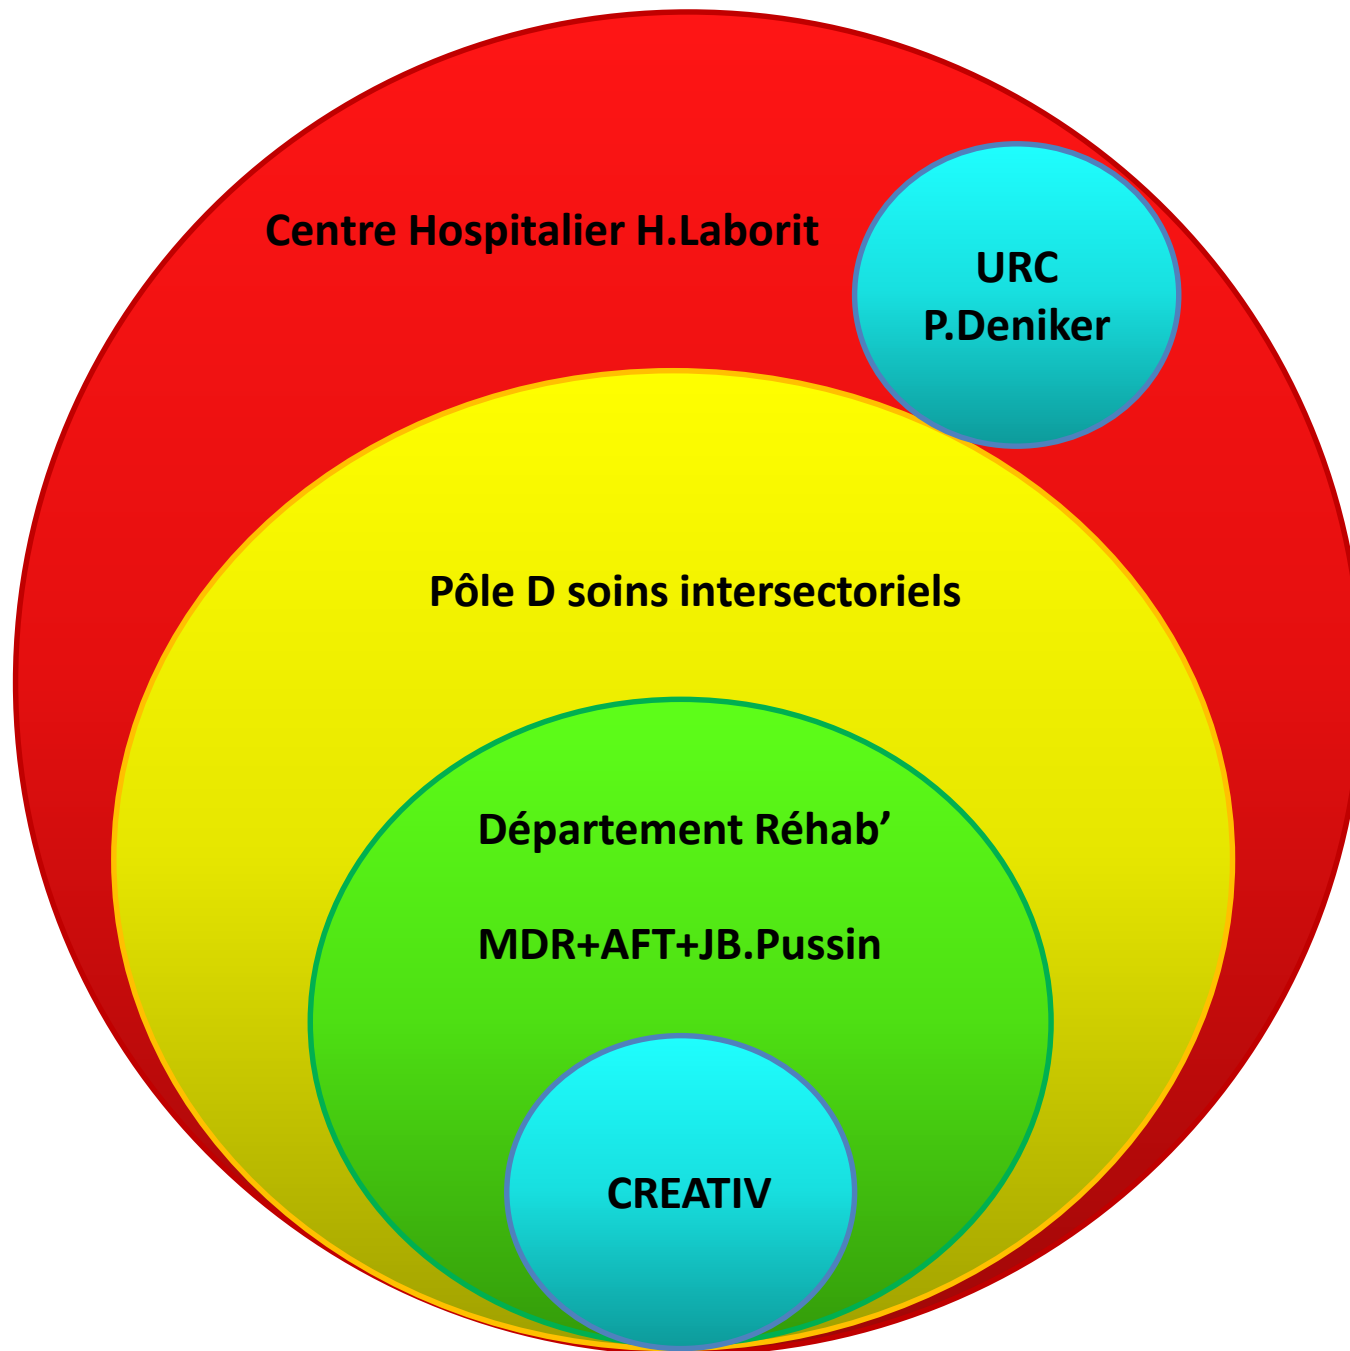 Centre Hospitalier H.Laborit
URC
P.Deniker
Pôle D soins intersectoriels
Département Réhab’
MDR+AFT+JB.Pussin
CREATIV